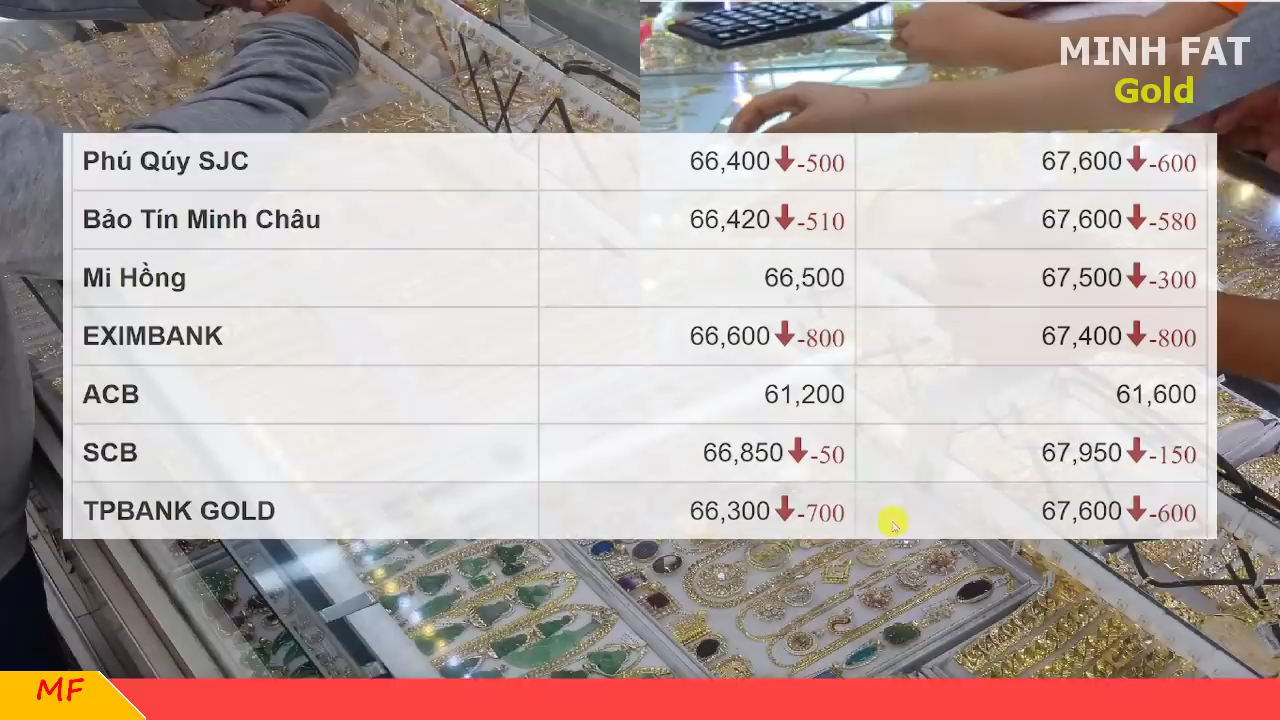 MINH FAT
Gold
Phú Qúy SJC 66,400 -500 67,600 -600
Bảo Tín Minh Châu 66,420 -510 67,600 -580
Mi Hồng 66,500 67,500 -300
EXIMBANK 66,600 -800 67,400 -800
ACB 61,200 61,600
SCB 66,850 -50 67,950 -150
TPBANK GOLD 66,300 -700 67,600 -600
MF